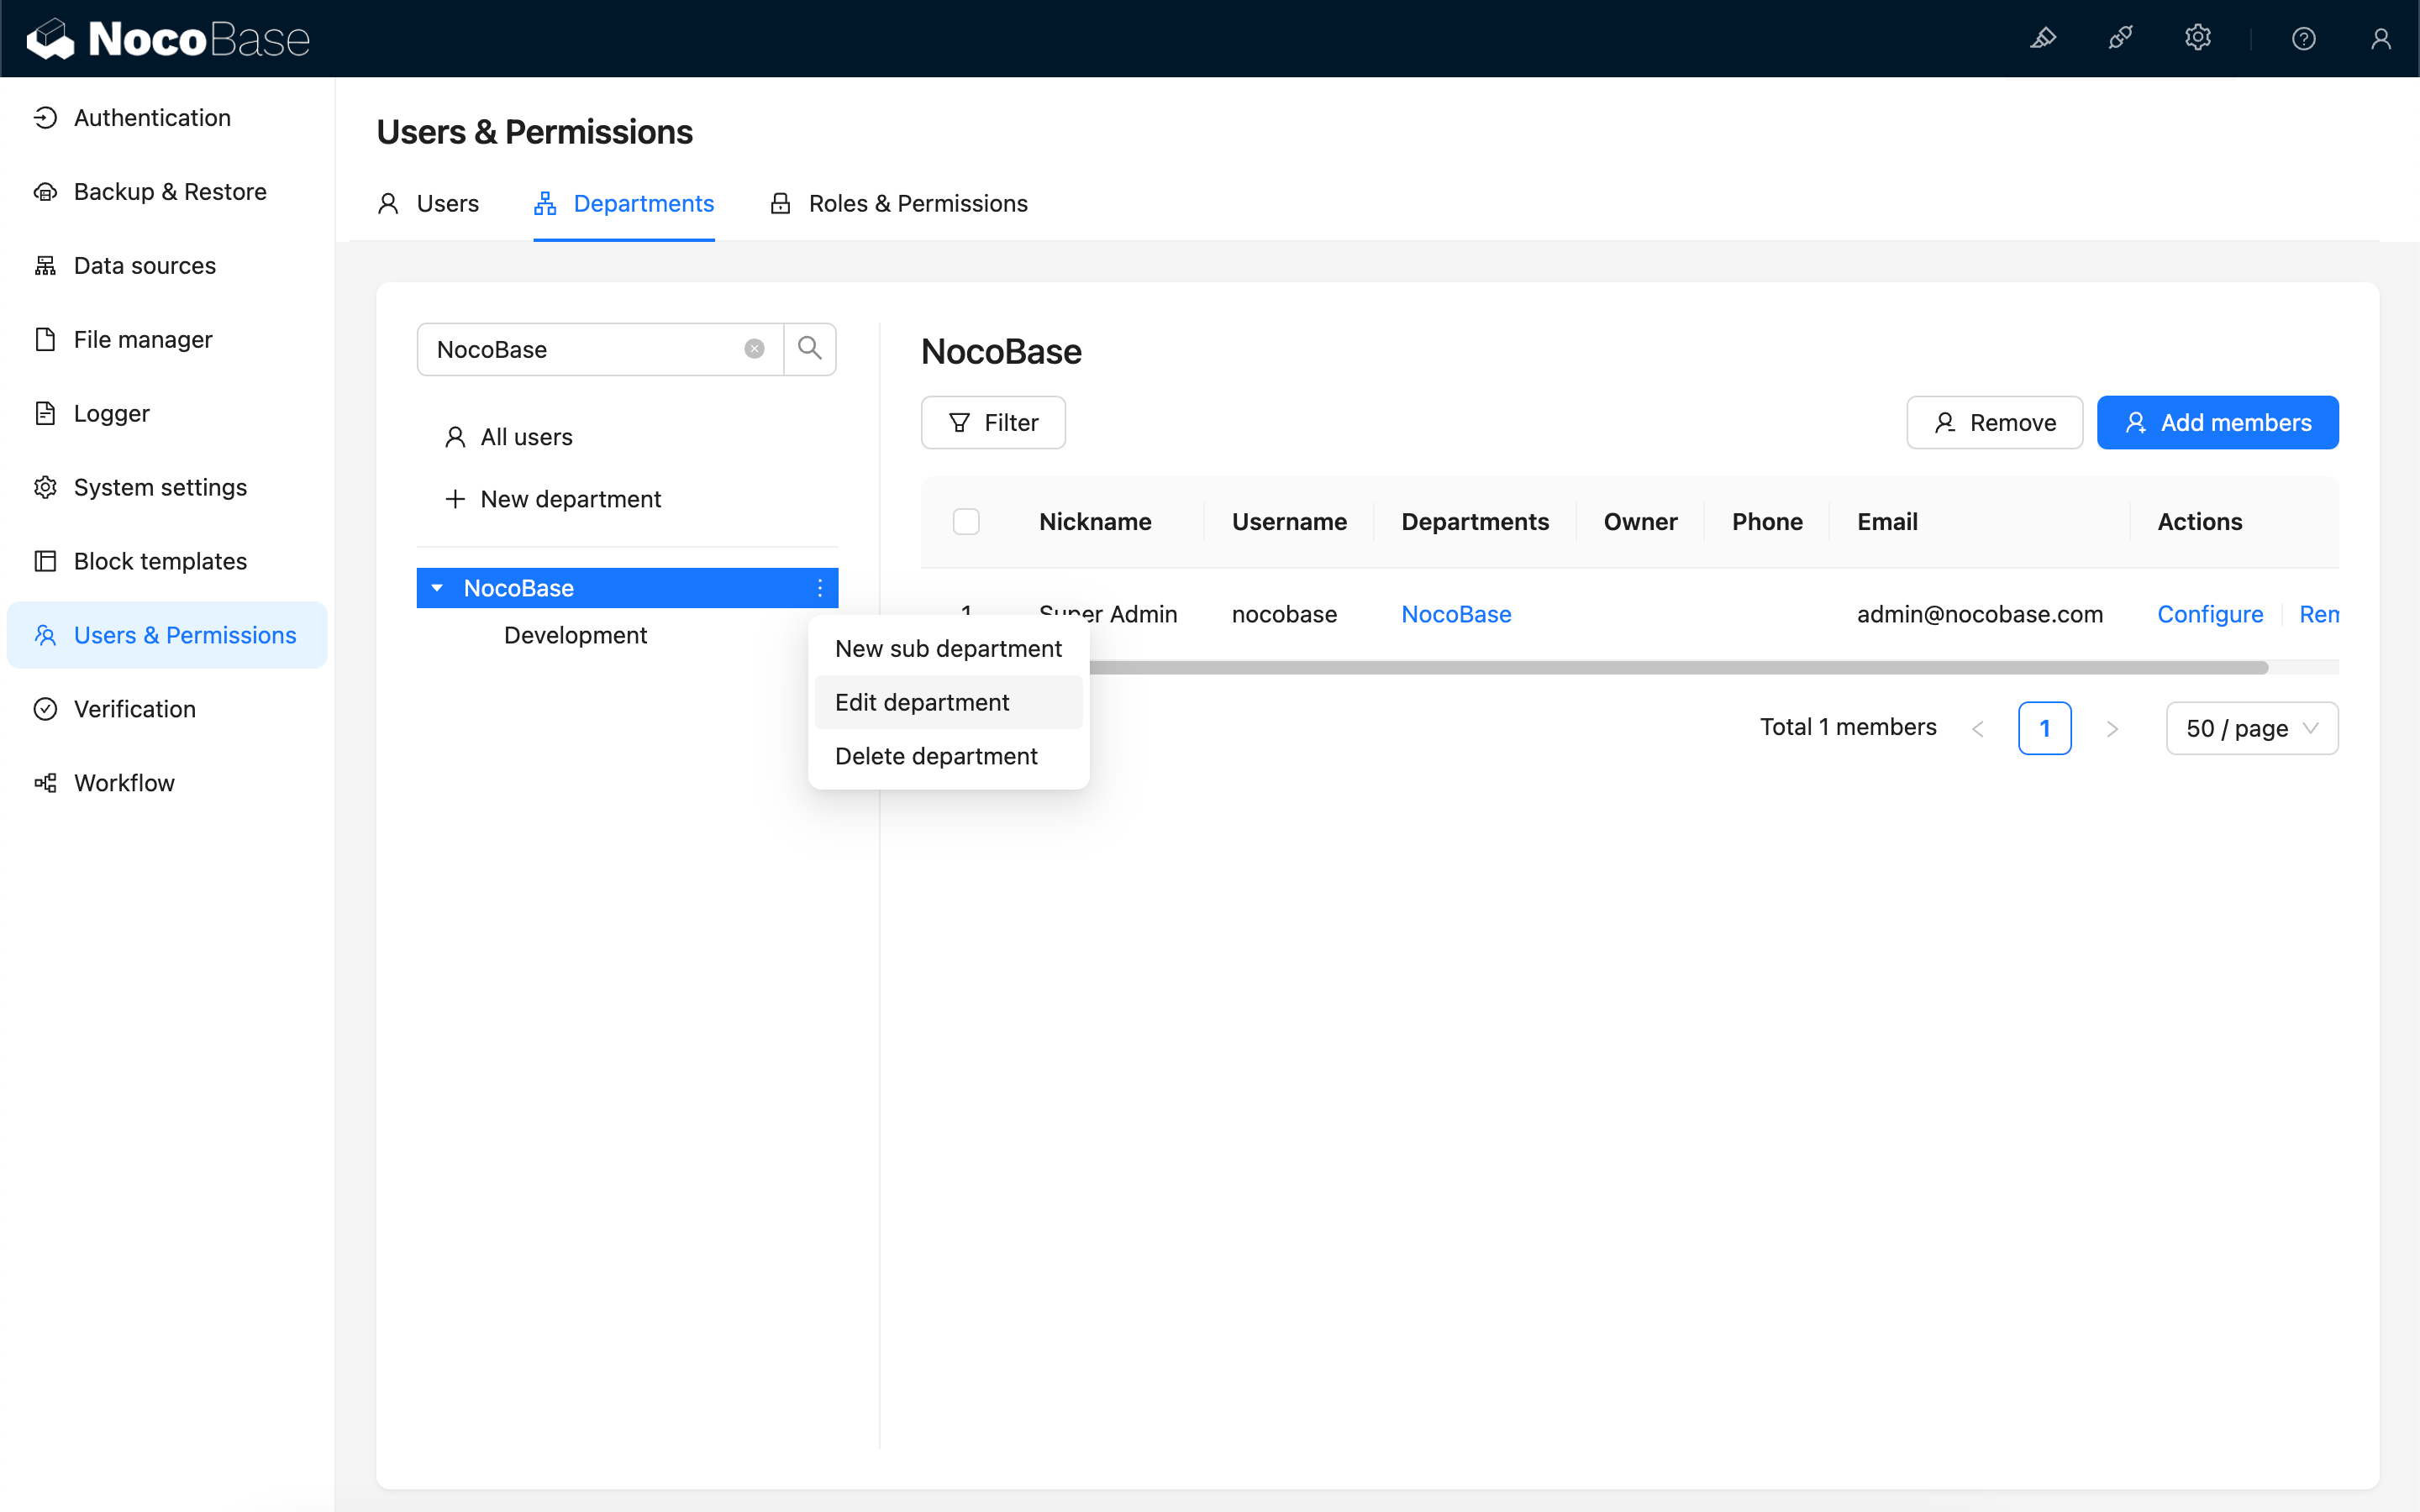 NocoBase
Authentication
Backup & Restore
Data sources
File manager
Logger
System settings
Block templates
Users & Permissions
Verification
Workflow
Users & Permissions
Users
Departments
Roles & Permissions
NocoBase
All users
New department
NocoBase
Development
New sub department
Edit department
Delete department
NocoBase
Filter
Remove
Add members
Nickname Username Departments Owner Phone Email Actions
1 Super Admin nocobase NocoBase admin@nocobase.com Configure Rem
Total 1 members
1
50 / page